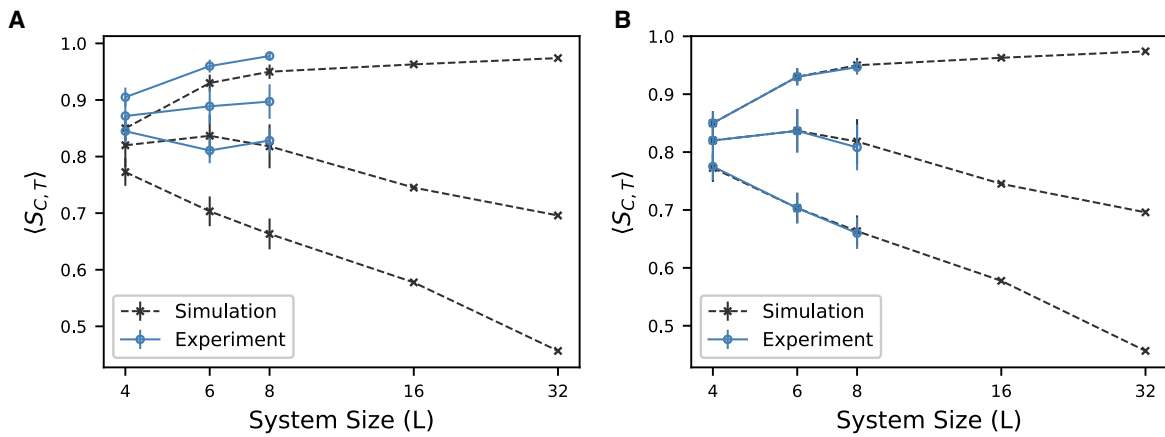 A
1.0
0.9
0.8
0.7
0.6
0.5
⟨S_{C,T}⟩
Simulation
Experiment
4
6
8
16
32
System Size (L)
B
1.0
0.9
0.8
0.7
0.6
0.5
⟨S_{C,T}⟩
Simulation
Experiment
4
6
8
16
32
System Size (L)